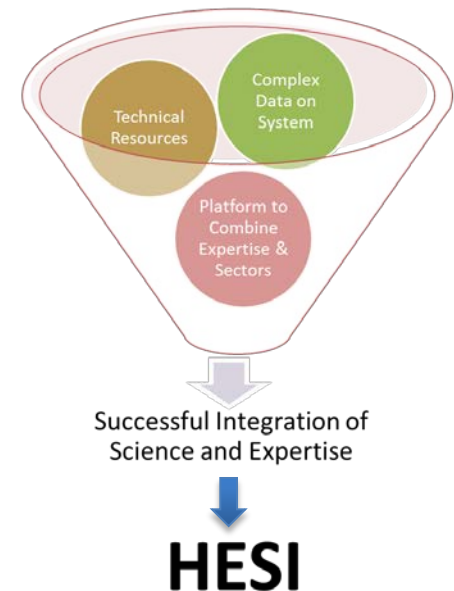 Technical
Resources
Complex
Data on
System
Platform to
Combine
Expertise &
Sectors
Successful Integration of
Science and Expertise
HESI